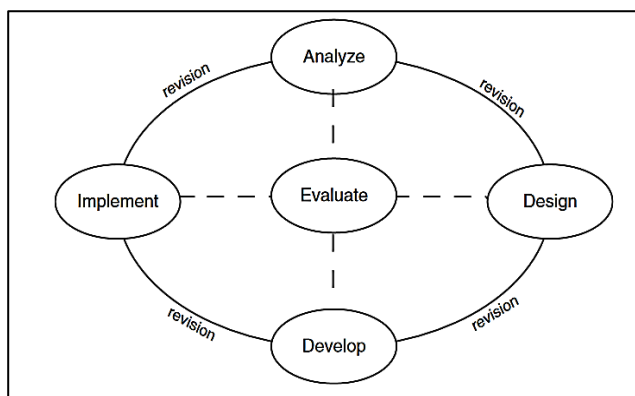 Analyze
revision
revision
Implement
Evaluate
Design
revision
revision
Develop